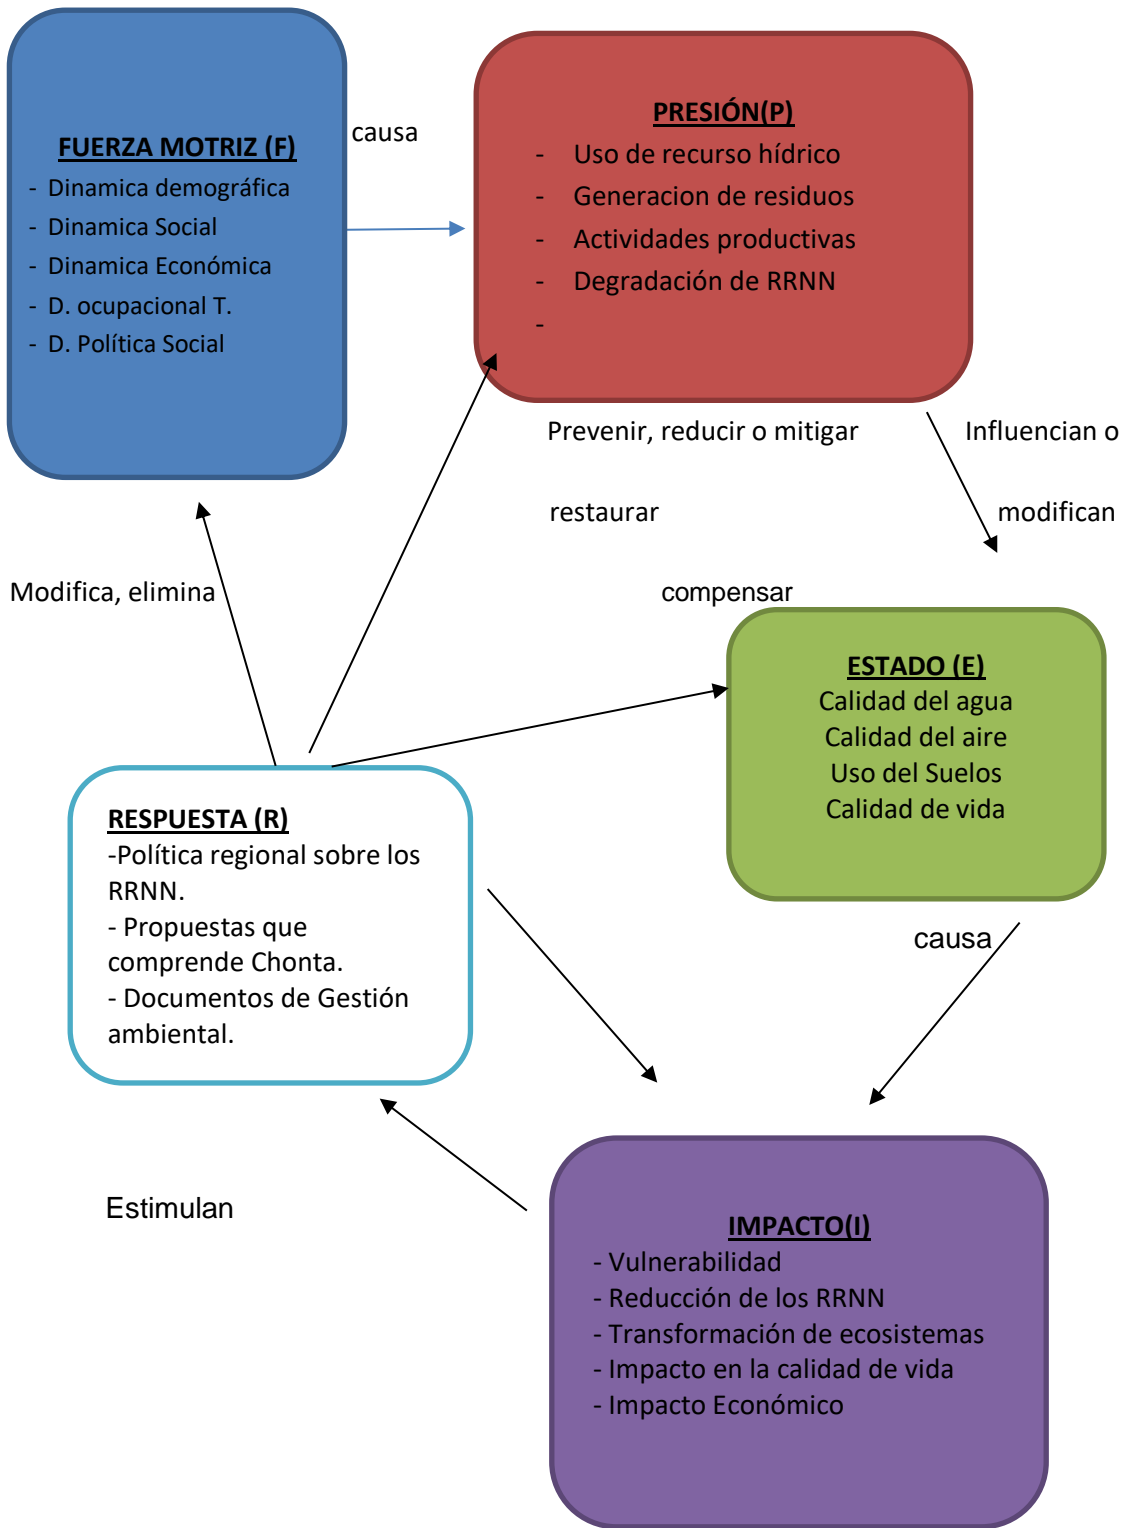 FUERZA MOTRIZ (F)
- Dinamica demográfica
- Dinamica Social
- Dinamica Económica
- D. ocupacional T.
- D. Política Social
causa
PRESIÓN(P)
- Uso de recurso hídrico
- Generacion de residuos
- Actividades productivas
- Degradación de RRNN
-
Prevenir, reducir o mitigar
Influencian o
restaurar
modifican
Modifica, elimina
compensar
ESTADO (E)
Calidad del agua
Calidad del aire
Uso del Suelos
Calidad de vida
RESPUESTA (R)
-Política regional sobre los
RRNN.
- Propuestas que
comprende Chonta.
- Documentos de Gestión
ambiental.
causa
Estimulan
IMPACTO(I)
- Vulnerabilidad
- Reducción de los RRNN
- Transformación de ecosistemas
- Impacto en la calidad de vida
- Impacto Económico